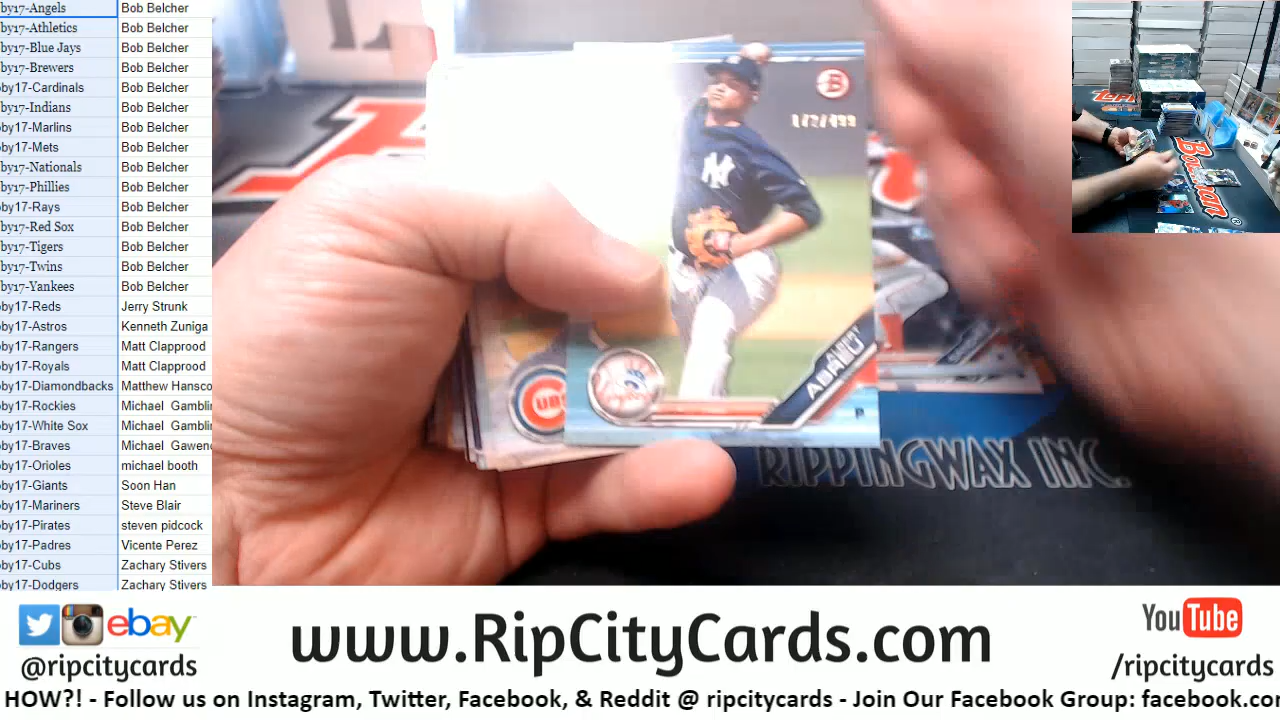 by17-Angels Bob Belcher
by17-Athletics Bob Belcher
by17-Blue Jays Bob Belcher
by17-Brewers Bob Belcher
by17-Cardinals Bob Belcher
by17-Indians Bob Belcher
by17-Marlins Bob Belcher
by17-Mets Bob Belcher
by17-Nationals Bob Belcher
by17-Phillies Bob Belcher
by17-Rays Bob Belcher
by17-Red Sox Bob Belcher
by17-Tigers Bob Belcher
by17-Twins Bob Belcher
by17-Yankees Bob Belcher
by17-Reds Jerry Strunk
by17-Astros Kenneth Zuniga
by17-Rangers Matt Clapprood
by17-Royals Matt Clapprood
by17-Diamondbacks Matthew Hansco
by17-Rockies Michael Gamblin
by17-White Sox Michael Gamblin
by17-Braves Michael Gawend
by17-Orioles michael booth
by17-Giants Soon Han
by17-Mariners Steve Blair
by17-Pirates steven pidcock
by17-Padres Vicente Perez
by17-Cubs Zachary Stivers
by17-Dodgers Zachary Stivers
B
NY
ABREU
P
CUBS
RIPPINGWAX INC.
Bowman
ebay
@ripcitycards
www.RipCityCards.com
YouTube
/ripcitycards
HOW?! - Follow us on Instagram, Twitter, Facebook, & Reddit @ ripcitycards - Join Our Facebook Group: facebook.co